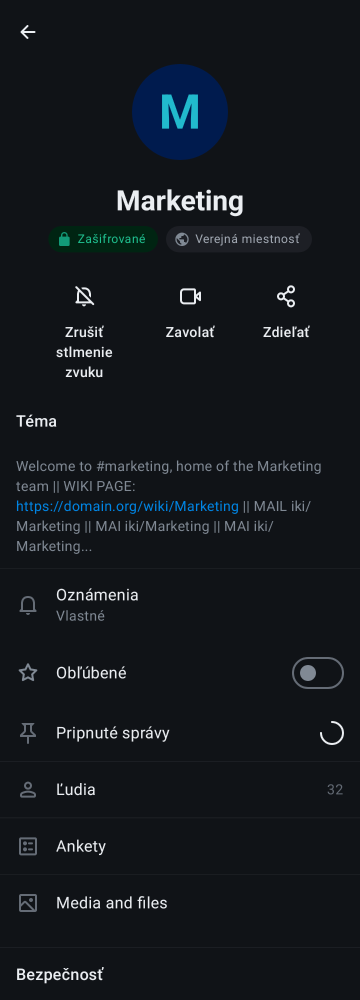 M
Marketing
Zašifrované
Verejná miestnosť
Zrušiť
stlmenie
zvuku
Zavolať
Zdieľať
Téma
Welcome to #marketing, home of the Marketing
team || WIKI PAGE:
https://domain.org/wiki/Marketing || MAIL iki/
Marketing || MAI iki/Marketing || MAI iki/
Marketing...
Oznámenia
Vlastné
Obľúbené
Pripnuté správy
Ľudia
32
Ankety
Media and files
Bezpečnosť